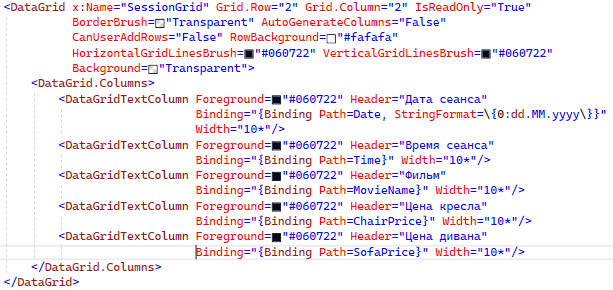 <DataGrid x:Name="SessionGrid" Grid.Row="2" Grid.Column="2" IsReadOnly="True"
BorderBrush="Transparent" AutoGenerateColumns="False"
CanUserAddRows="False" RowBackground="#fafafa"
HorizontalGridLinesBrush="#060722" VerticalGridLinesBrush="#060722"
Background="Transparent">
<DataGrid.Columns>
<DataGridTextColumn Foreground="#060722" Header="Дата сеанса"
Binding="{Binding Path=Date, StringFormat=\{0:dd.MM.yyyy\}}"
Width="10*"/>
<DataGridTextColumn Foreground="#060722" Header="Время сеанса"
Binding="{Binding Path=Time}" Width="10*"/>
<DataGridTextColumn Foreground="#060722" Header="Фильм"
Binding="{Binding Path=MovieName}" Width="10*"/>
<DataGridTextColumn Foreground="#060722" Header="Цена кресла"
Binding="{Binding Path=ChairPrice}" Width="10*"/>
<DataGridTextColumn Foreground="#060722" Header="Цена дивана"
Binding="{Binding Path=SofaPrice}" Width="10*"/>
</DataGrid.Columns>
</DataGrid>